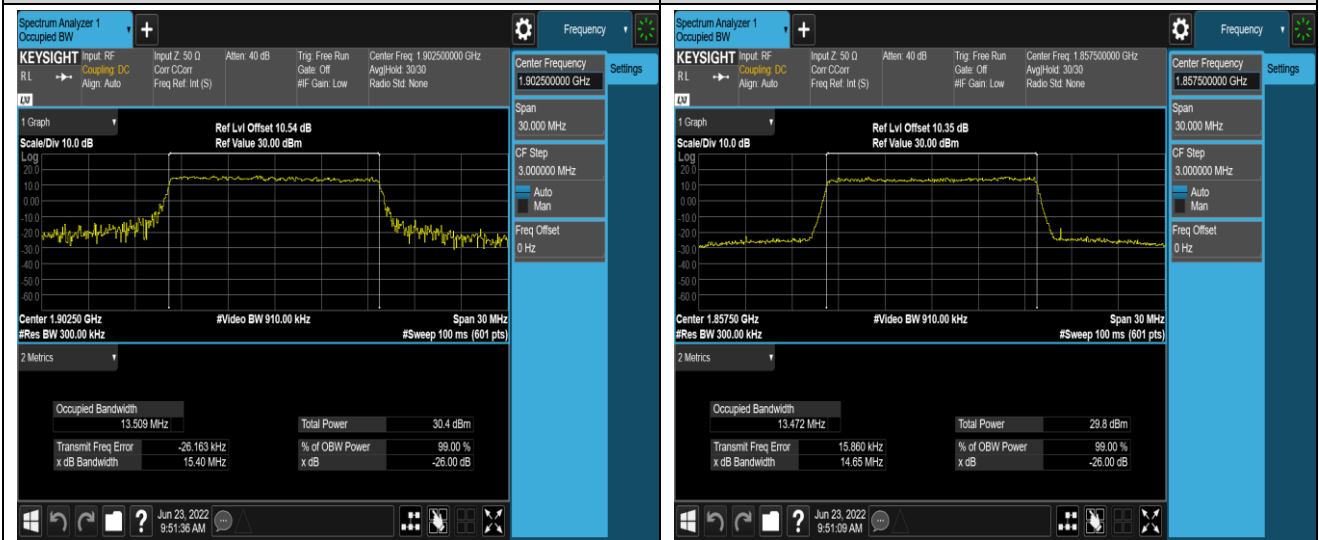 Spectrum Analyzer 1
Occupied BW
+
Frequency
KEYSIGHT
Input: RF
Input Z: 50 Ω
Atten: 40 dB
Trig: Free Run
Center Freq: 1.902500000 GHz
Coupling: DC
Corr CCorr
Gate: Off
Avg|Hold: 30/30
R L
Align: Auto
Freq Ref: Int (S)
#IF Gain: Low
Radio Std: None
LXI
Center Frequency
1.902500000 GHz
Settings
Span
30.000 MHz
CF Step
3.000000 MHz
Auto
Man
Freq Offset
0 Hz
1 Graph
Ref Lvl Offset 10.54 dB
Scale/Div 10.0 dB
Ref Value 30.00 dBm
Log
20.0
10.0
0.00
-10.0
-20.0
-30.0
-40.0
-50.0
-60.0
Center 1.90250 GHz
#Video BW 910.00 kHz
Span 30 MHz
#Res BW 300.00 kHz
#Sweep 100 ms (601 pts)
2 Metrics
Occupied Bandwidth
13.509 MHz
Total Power 30.4 dBm
Transmit Freq Error -26.163 kHz
% of OBW Power 99.00 %
x dB Bandwidth 15.40 MHz
x dB -26.00 dB
?
Jun 23, 2022
9:51:36 AM
Spectrum Analyzer 1
Occupied BW
+
Frequency
KEYSIGHT
Input: RF
Input Z: 50 Ω
Atten: 40 dB
Trig: Free Run
Center Freq: 1.857500000 GHz
Coupling: DC
Corr CCorr
Gate: Off
Avg|Hold: 30/30
R L
Align: Auto
Freq Ref: Int (S)
#IF Gain: Low
Radio Std: None
LXI
Center Frequency
1.857500000 GHz
Settings
Span
30.000 MHz
CF Step
3.000000 MHz
Auto
Man
Freq Offset
0 Hz
1 Graph
Ref Lvl Offset 10.35 dB
Scale/Div 10.0 dB
Ref Value 30.00 dBm
Log
20.0
10.0
0.00
-10.0
-20.0
-30.0
-40.0
-50.0
-60.0
Center 1.85750 GHz
#Video BW 910.00 kHz
Span 30 MHz
#Res BW 300.00 kHz
#Sweep 100 ms (601 pts)
2 Metrics
Occupied Bandwidth
13.472 MHz
Total Power 29.8 dBm
Transmit Freq Error 15.860 kHz
% of OBW Power 99.00 %
x dB Bandwidth 14.65 MHz
x dB -26.00 dB
?
Jun 23, 2022
9:51:09 AM